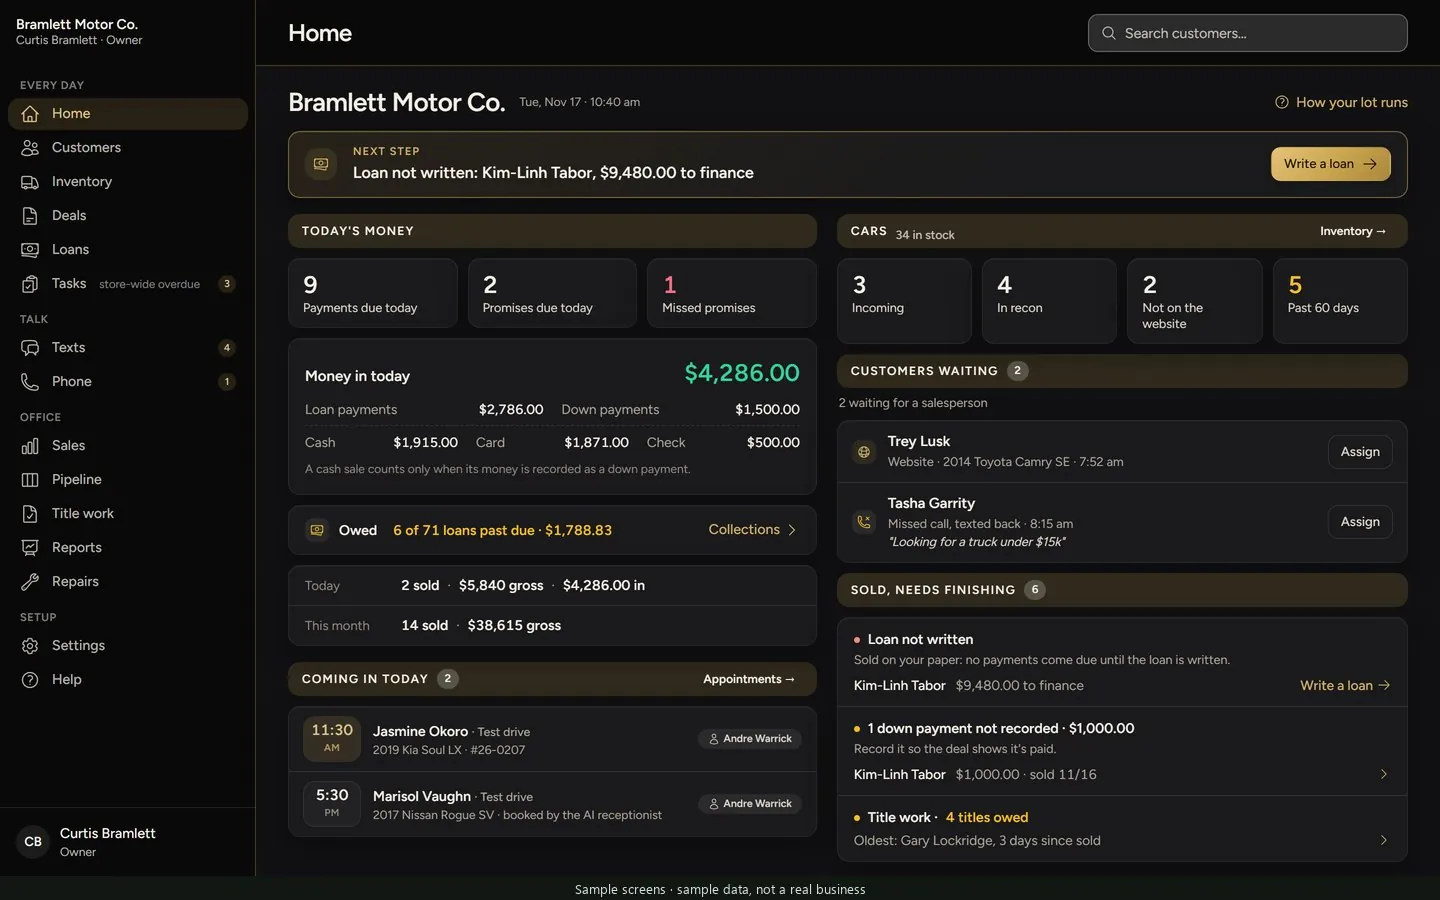 Bramlett Motor Co.
Curtis Bramlett · Owner
EVERY DAY
Home
Customers
Inventory
Deals
Loans
Tasks store-wide overdue 3
TALK
Texts 4
Phone 1
OFFICE
Sales
Pipeline
Title work
Reports
Repairs
SETUP
Settings
Help
CB
Curtis Bramlett
Owner
Home
Search customers...
Bramlett Motor Co. Tue, Nov 17 · 10:40 am
How your lot runs
NEXT STEP
Loan not written: Kim-Linh Tabor, $9,480.00 to finance
Write a loan →
TODAY'S MONEY
9
Payments due today
2
Promises due today
1
Missed promises
Money in today $4,286.00
Loan payments $2,786.00 Down payments $1,500.00
Cash $1,915.00 Card $1,871.00 Check $500.00
A cash sale counts only when its money is recorded as a down payment.
Owed 6 of 71 loans past due · $1,788.83 Collections
Today 2 sold · $5,840 gross · $4,286.00 in
This month 14 sold · $38,615 gross
COMING IN TODAY 2 Appointments →
11:30
AM
Jasmine Okoro · Test drive
2019 Kia Soul LX · #26-0207
Andre Warrick
5:30
PM
Marisol Vaughn · Test drive
2017 Nissan Rogue SV · booked by the AI receptionist
Andre Warrick
CARS 34 in stock Inventory →
3
Incoming
4
In recon
2
Not on the
website
5
Past 60 days
CUSTOMERS WAITING 2
2 waiting for a salesperson
Trey Lusk
Website · 2014 Toyota Camry SE · 7:52 am
Assign
Tasha Garrity
Missed call, texted back · 8:15 am
"Looking for a truck under $15k"
Assign
SOLD, NEEDS FINISHING 6
Loan not written
Sold on your paper: no payments come due until the loan is written.
Kim-Linh Tabor $9,480.00 to finance Write a loan →
1 down payment not recorded · $1,000.00
Record it so the deal shows it's paid.
Kim-Linh Tabor $1,000.00 · sold 11/16
Title work · 4 titles owed
Oldest: Gary Lockridge, 3 days since sold
Sample screens · sample data, not a real business